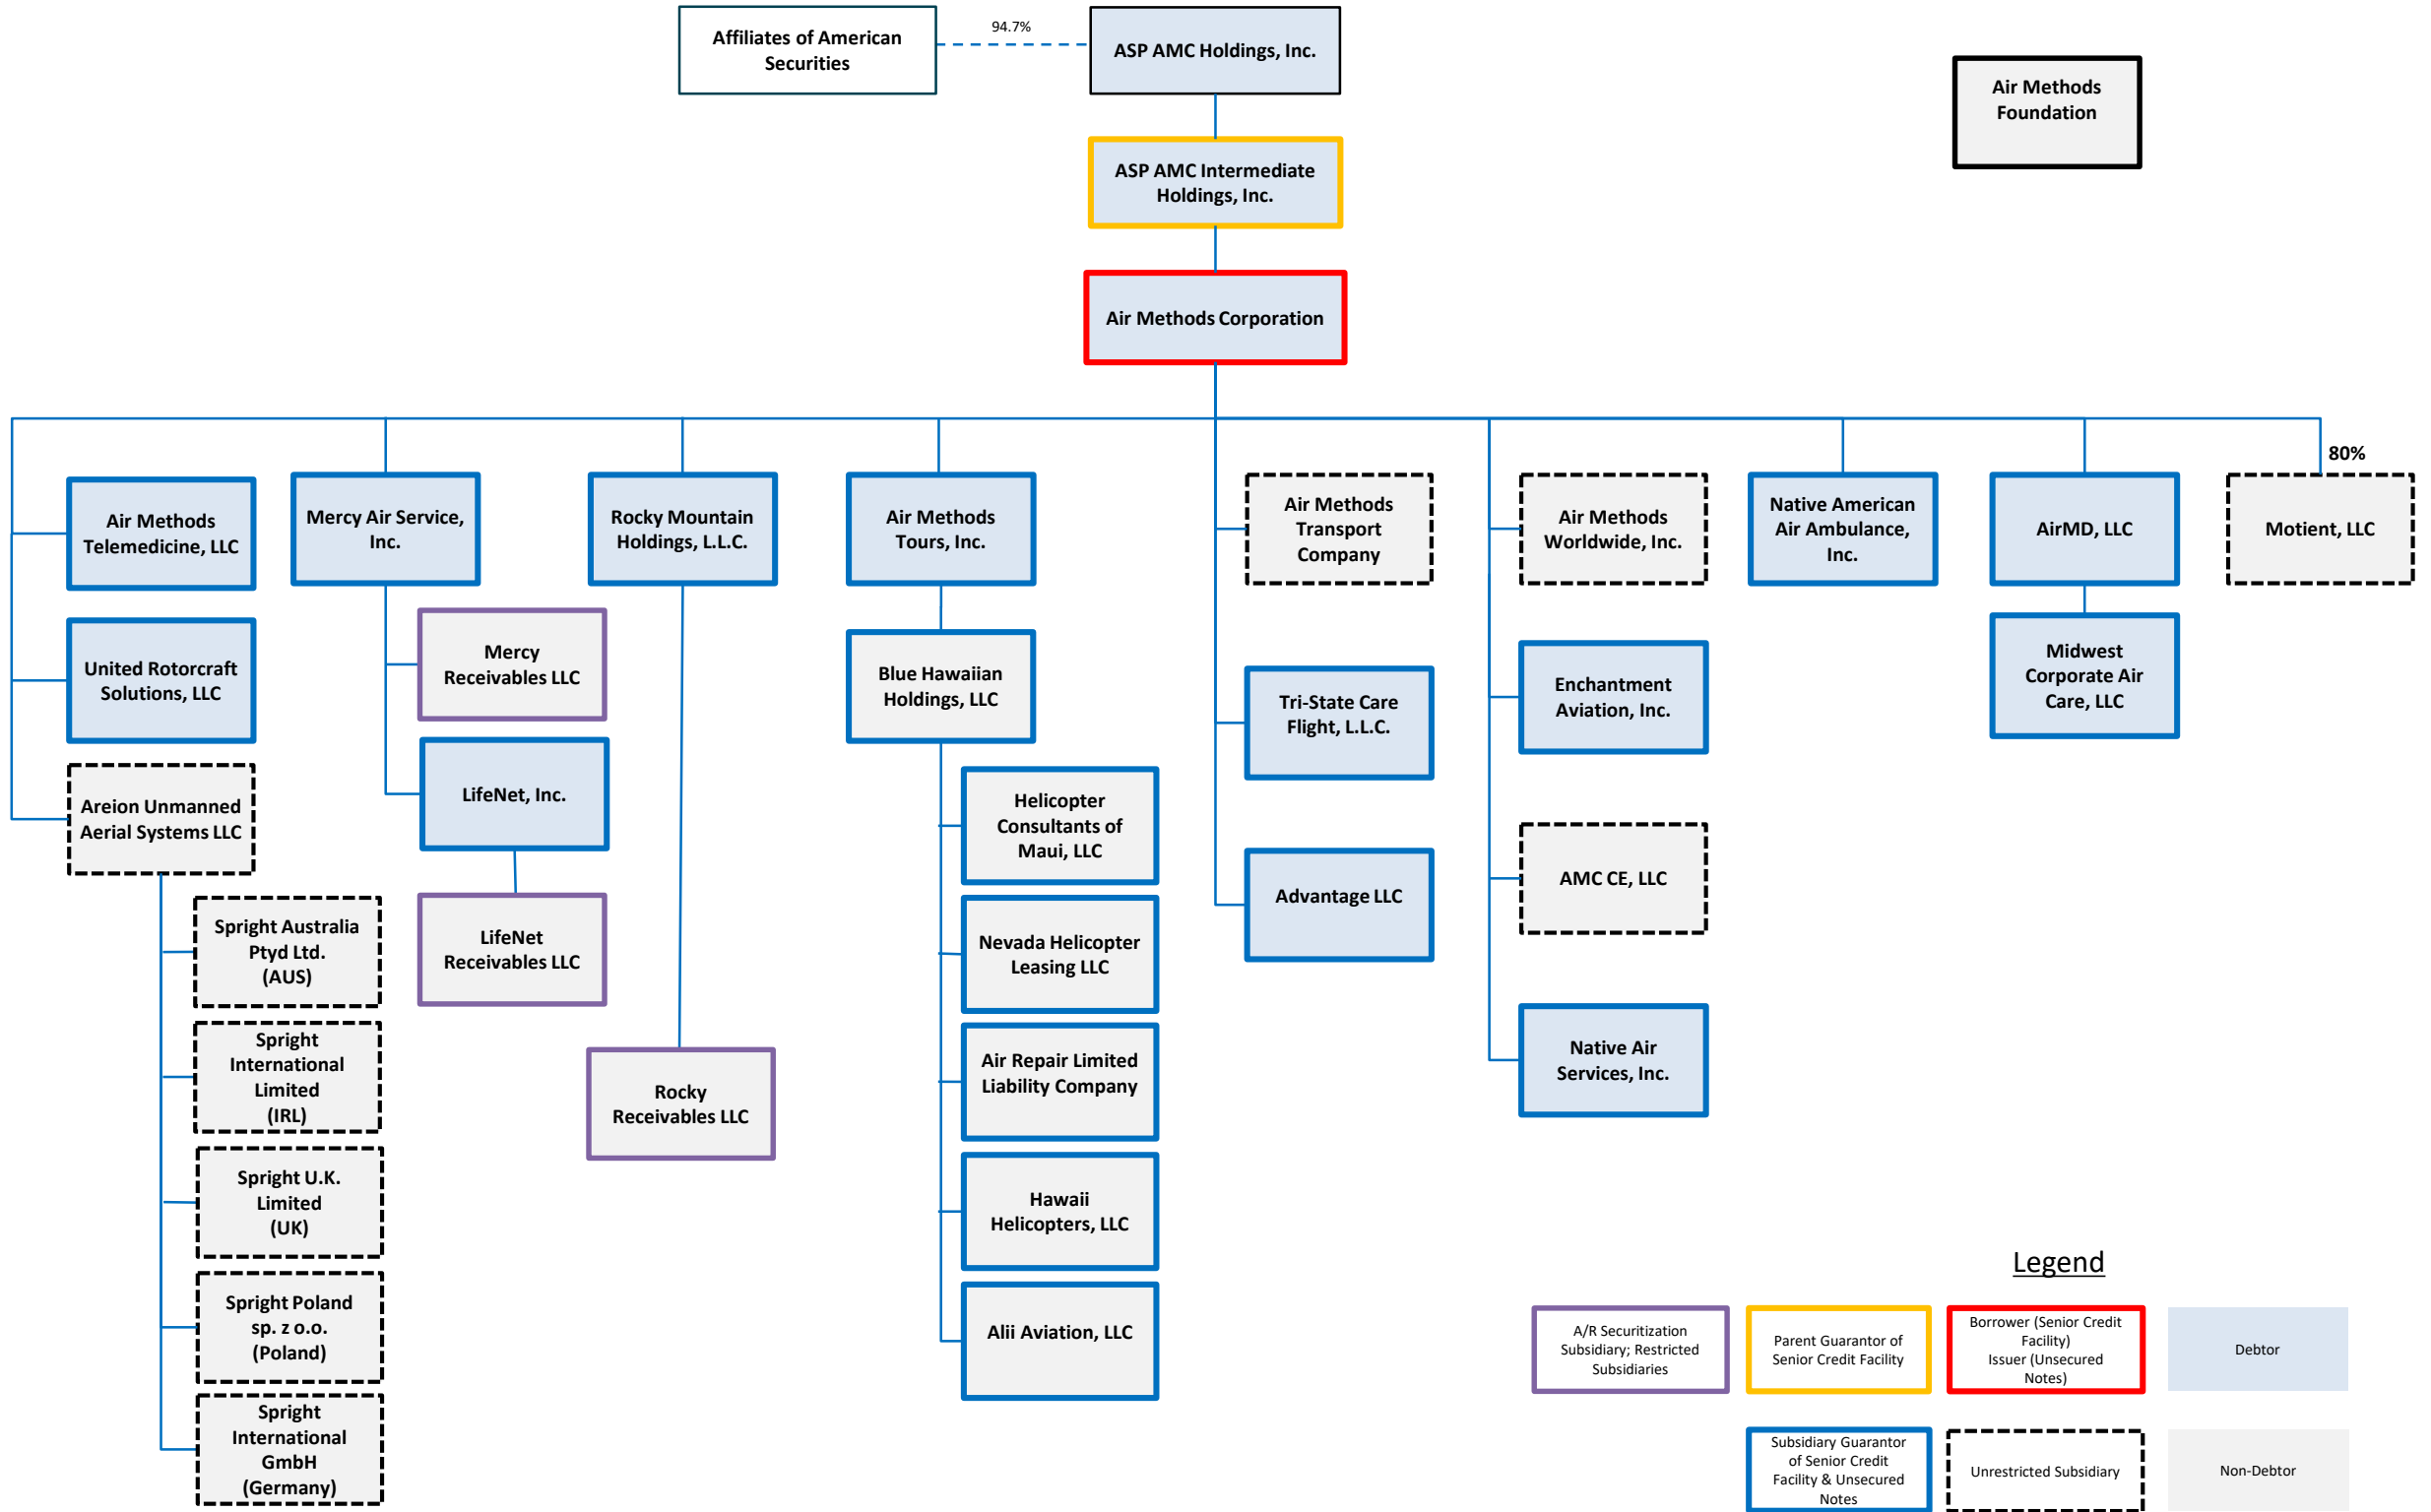 Affiliates of American
Securities
94.7%
ASP AMC Holdings, Inc.
Air Methods
Foundation
ASP AMC Intermediate
Holdings, Inc.
Air Methods Corporation
80%
Air Methods
Telemedicine, LLC
Mercy Air Service,
Inc.
Rocky Mountain
Holdings, L.L.C.
Air Methods
Tours, Inc.
Air Methods
Transport
Company
Air Methods
Worldwide, Inc.
Native American
Air Ambulance,
Inc.
AirMD, LLC
Motient, LLC
United Rotorcraft
Solutions, LLC
Mercy
Receivables LLC
Blue Hawaiian
Holdings, LLC
Tri-State Care
Flight, L.L.C.
Enchantment
Aviation, Inc.
Midwest
Corporate Air
Care, LLC
Areion Unmanned
Aerial Systems LLC
LifeNet, Inc.
Helicopter
Consultants of
Maui, LLC
Advantage LLC
AMC CE, LLC
Spright Australia
Ptyd Ltd.
(AUS)
LifeNet
Receivables LLC
Nevada Helicopter
Leasing LLC
Spright
International
Limited
(IRL)
Rocky
Receivables LLC
Air Repair Limited
Liability Company
Native Air
Services, Inc.
Spright U.K.
Limited
(UK)
Hawaii
Helicopters, LLC
Spright Poland
sp. z o.o.
(Poland)
Alii Aviation, LLC
Spright
International
GmbH
(Germany)
Legend
A/R Securitization
Subsidiary; Restricted
Subsidiaries
Parent Guarantor of
Senior Credit Facility
Borrower (Senior Credit
Facility)
Issuer (Unsecured
Notes)
Debtor
Subsidiary Guarantor
of Senior Credit
Facility & Unsecured
Notes
Unrestricted Subsidiary
Non-Debtor